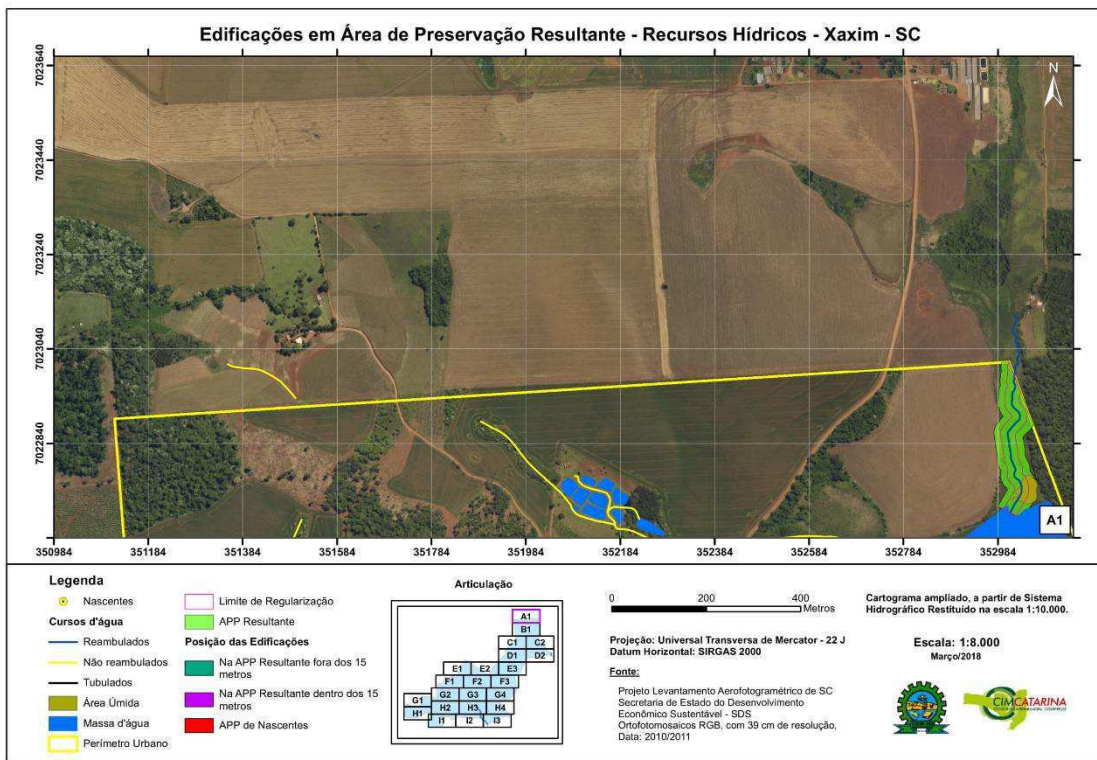 Edificações em Área de Preservação Resultante - Recursos Hídricos - Xaxim - SC
7023640
7023440
7023240
7023040
7022840
N
A1
350984
351184
351384
351584
351784
351984
352184
352384
352584
352784
352984
Legenda
Nascentes
Cursos d'água
Reambulados
Não reambulados
Tubulados
Área Úmida
Massa d'água
Perímetro Urbano
Limite de Regularização
APP Resultante
Posição das Edificações
Na APP Resultante fora dos 15
metros
Na APP Resultante dentro dos 15
metros
APP de Nascentes
Articulação
A1
B1
C1 C2
D1 D2
E1 E2 E3
F1 F2 F3
G1 G2 G3 G4
H1 H2 H3 H4
I1 I2 I3
0 200 400
Metros
Projeção: Universal Transversa de Mercator - 22 J
Datum Horizontal: SIRGAS 2000
Fonte:
Projeto Levantamento Aerofotogramétrico de SC
Secretaria de Estado do Desenvolvimento
Econômico Sustentável - SDS
Ortofotomosaicos RGB, com 39 cm de resolução,
Data: 2010/2011
Cartograma ampliado, a partir de Sistema
Hidrográfico Restituído na escala 1:10.000.
Escala: 1:8.000
Março/2018
CIMCATARINA